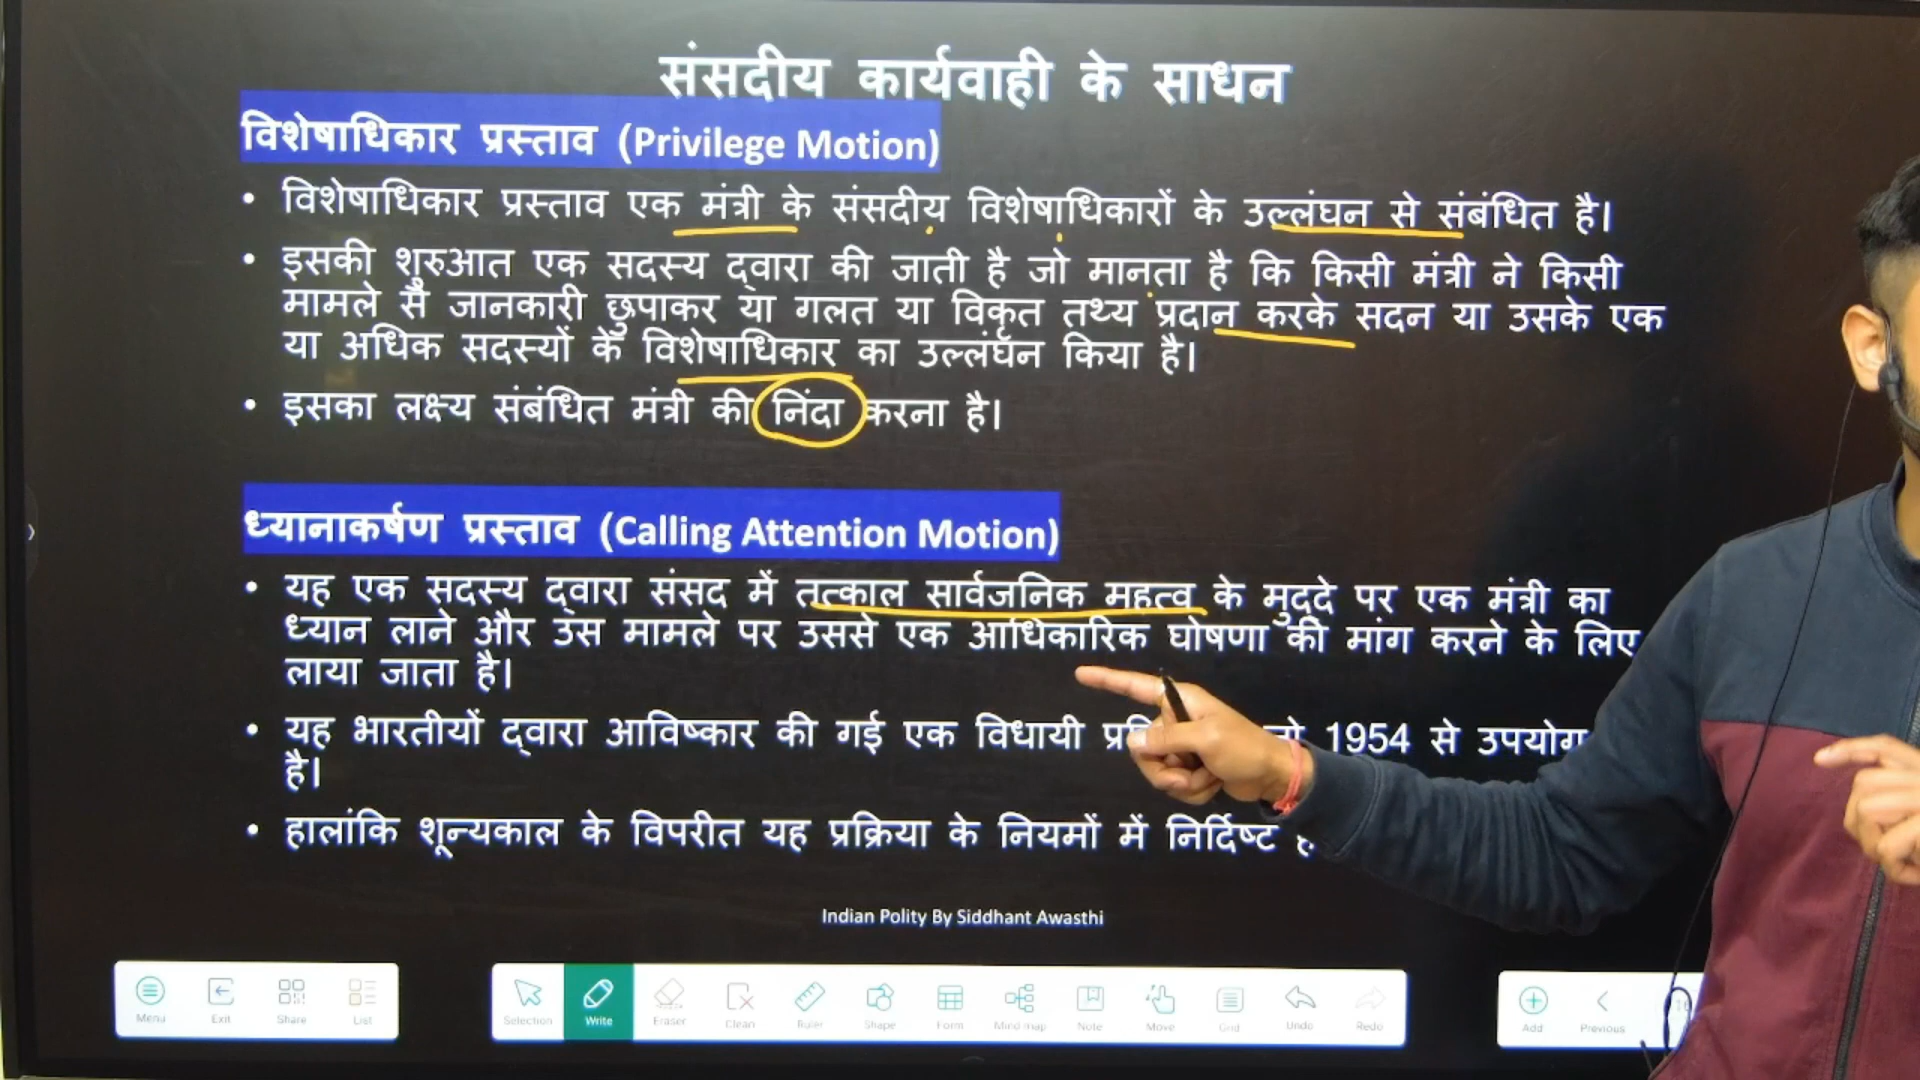 संसदीय कार्यवाही के साधन
विशेषाधिकार प्रस्ताव (Privilege Motion)
• विशेषाधिकार प्रस्ताव एक मंत्री के संसदीय विशेषाधिकारों के उल्लंघन से संबंधित है।
• इसकी शुरुआत एक सदस्य द्वारा की जाती है जो मानता है कि किसी मंत्री ने किसी
मामले से जानकारी छुपाकर या गलत या विकृत तथ्य प्रदान करके सदन या उसके एक
या अधिक सदस्यों के विशेषाधिकार का उल्लंघन किया है।
• इसका लक्ष्य संबंधित मंत्री की निंदा करना है।
ध्यानाकर्षण प्रस्ताव (Calling Attention Motion)
• यह एक सदस्य द्वारा संसद में तत्काल सार्वजनिक महत्व के मुद्दे पर एक मंत्री का
ध्यान लाने और उस मामले पर उससे एक आधिकारिक घोषणा की मांग करने के लिए
लाया जाता है।
• यह भारतीयों द्वारा आविष्कार की गई एक विधायी 1954 से उपयोग
है।
• हालांकि शून्यकाल के विपरीत यह प्रक्रिया के नियमों में निर्दिष्ट
Indian Polity By Siddhant Awasthi
Menu Exit Share List Selection Write Eraser Clean Ruler Shape Form Mind map Note Move Grid Undo Redo Add Previous